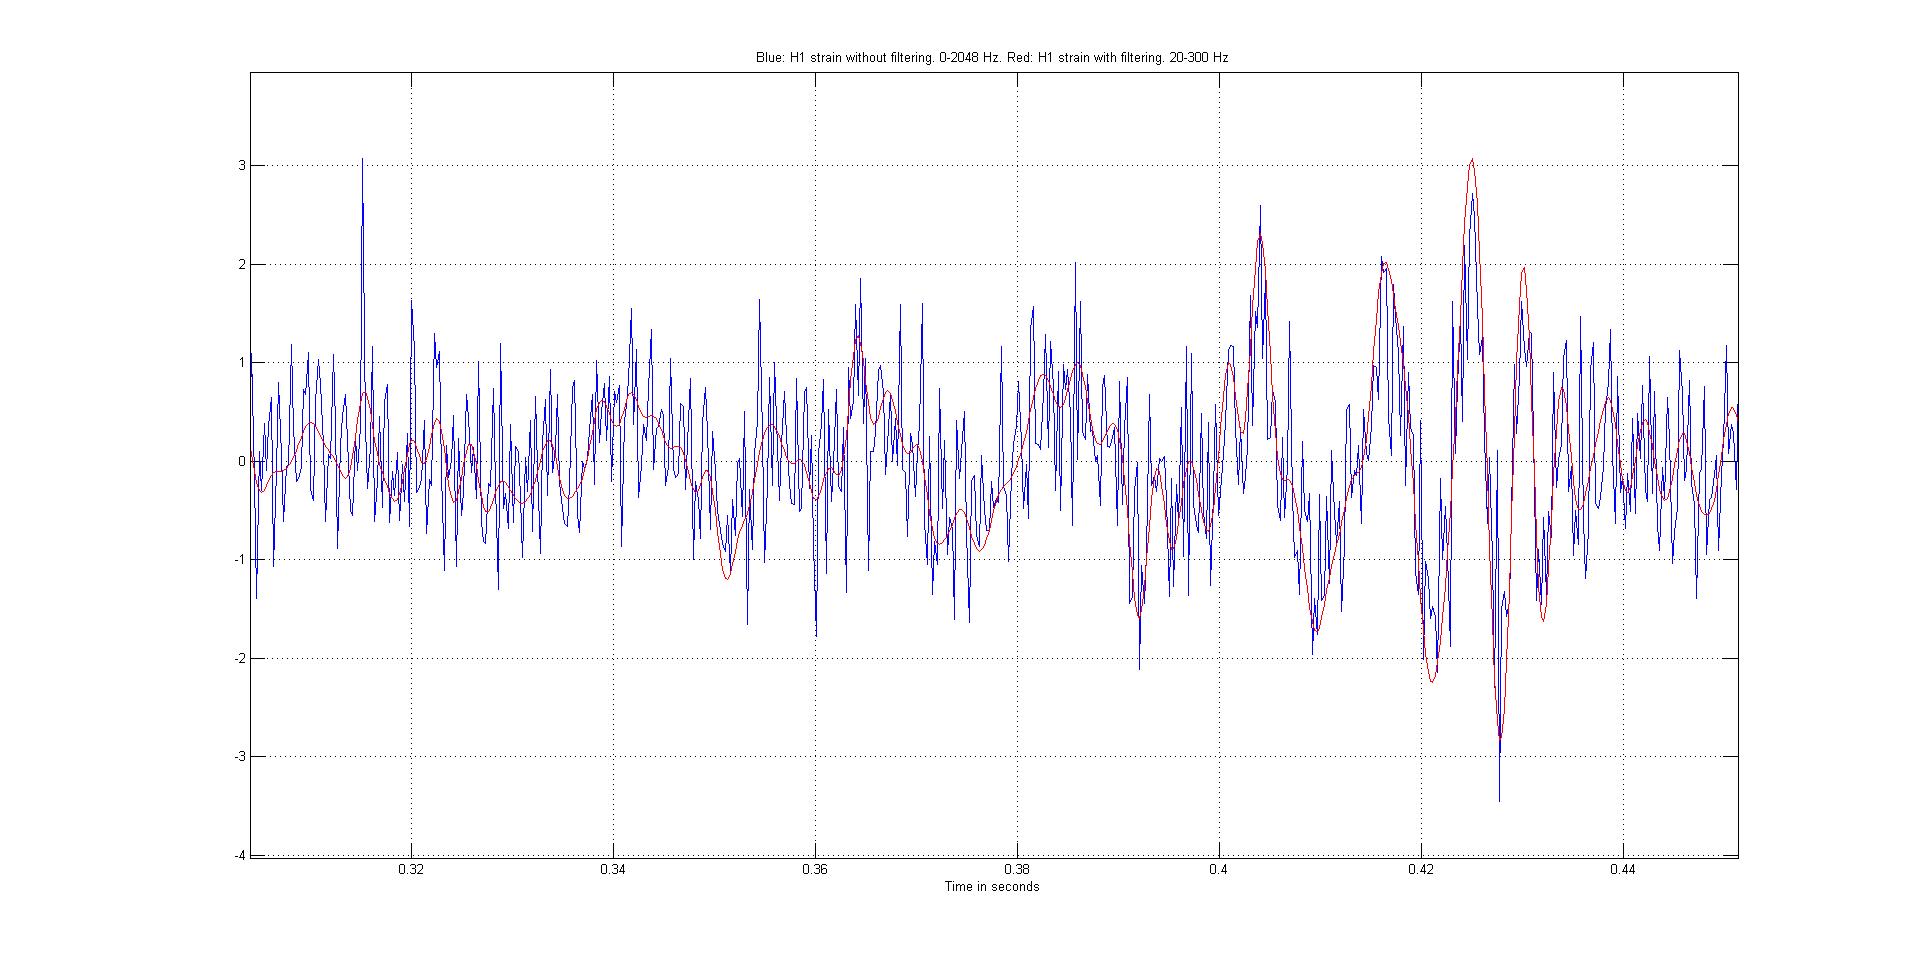 Blue: H1 strain without filtering. 0-2048 Hz. Red: H1 strain with filtering. 20-300 Hz
3
2
1
0
-1
-2
-3
-4
0.32 0.34 0.36 0.38 0.4 0.42 0.44
Time in seconds